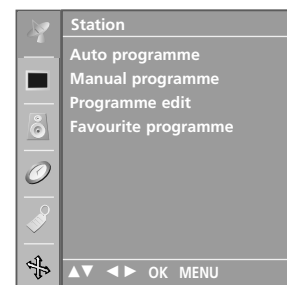 Station
Auto programme
Manual programme
Programme edit
Favourite programme
▲▼ ◄► OK MENU